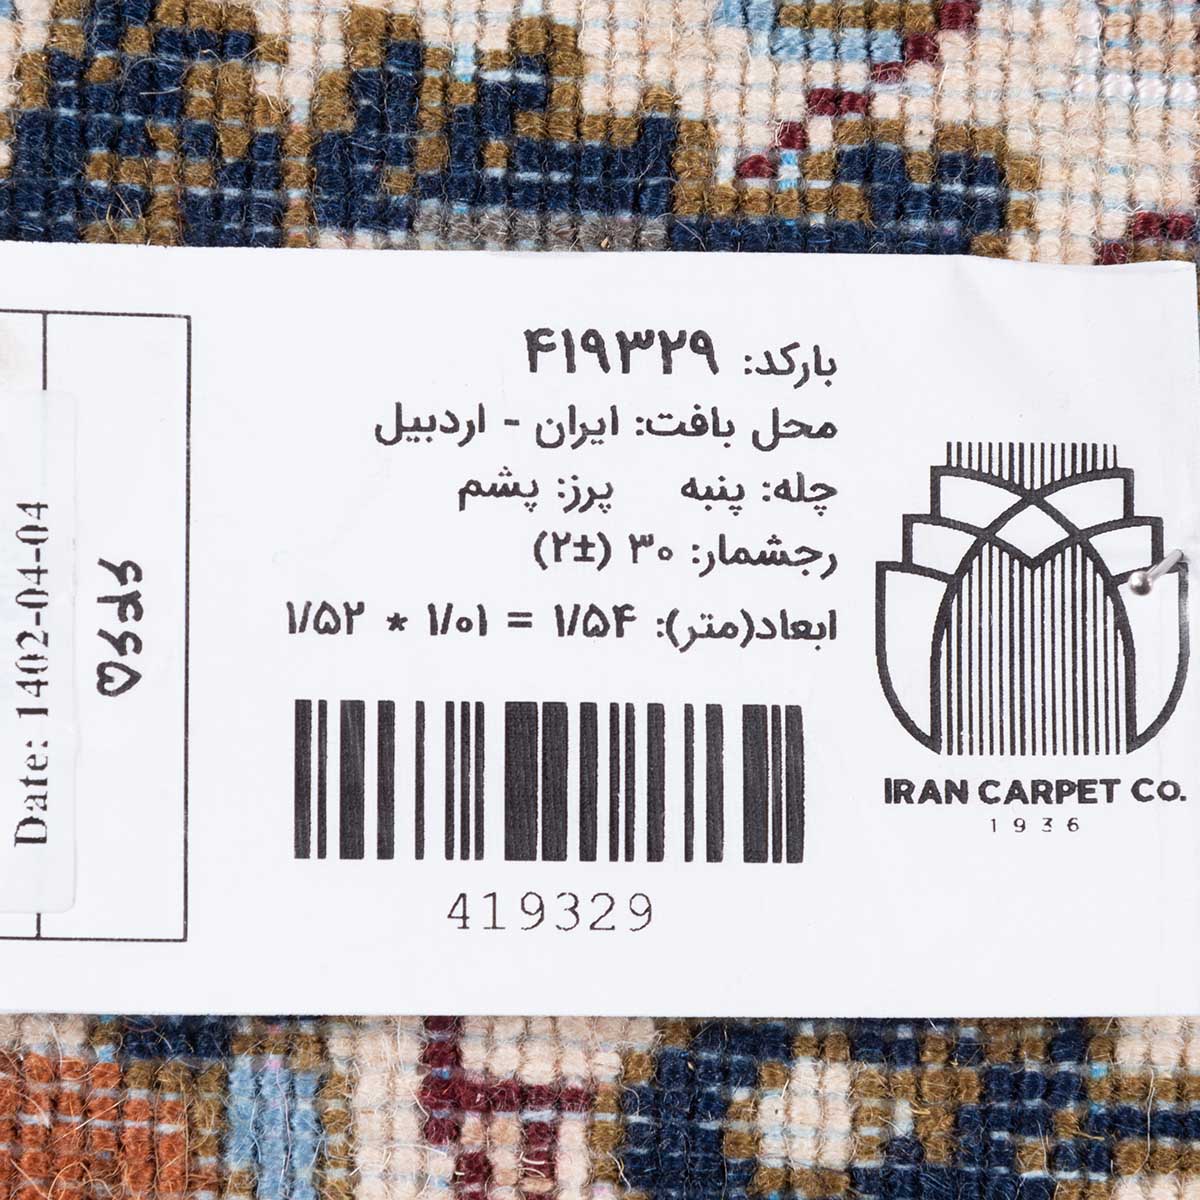 بارکد: ۴۱۹۳۲۹
محل بافت: ایران - اردبیل
چله: پنبه پرز: پشم
رجشمار: ۳۰ (±۲)
ابعاد(متر): ۱/۵۴ = ۱/۰۱ * ۱/۵۲
419329
IRAN CARPET CO.
1936
Date: 1402-04-04
۶۴۶۵